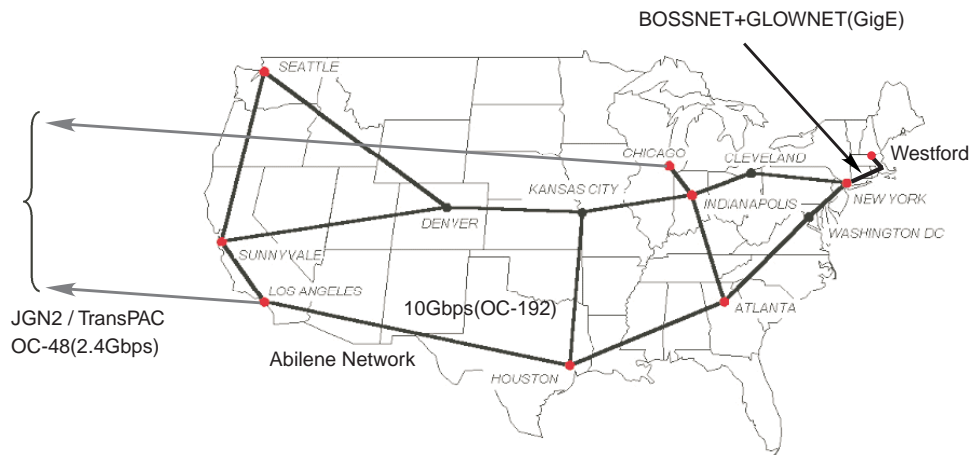 BOSSNET+GLOWNET(GigE)
SEATTLE
CHICAGO
CLEVELAND
Westford
KANSAS CITY
NEW YORK
INDIANAPOLIS
DENVER
WASHINGTON DC
SUNNYVALE
LOS ANGELES
10Gbps(OC-192)
ATLANTA
JGN2 / TransPAC
OC-48(2.4Gbps)
Abilene Network
HOUSTON